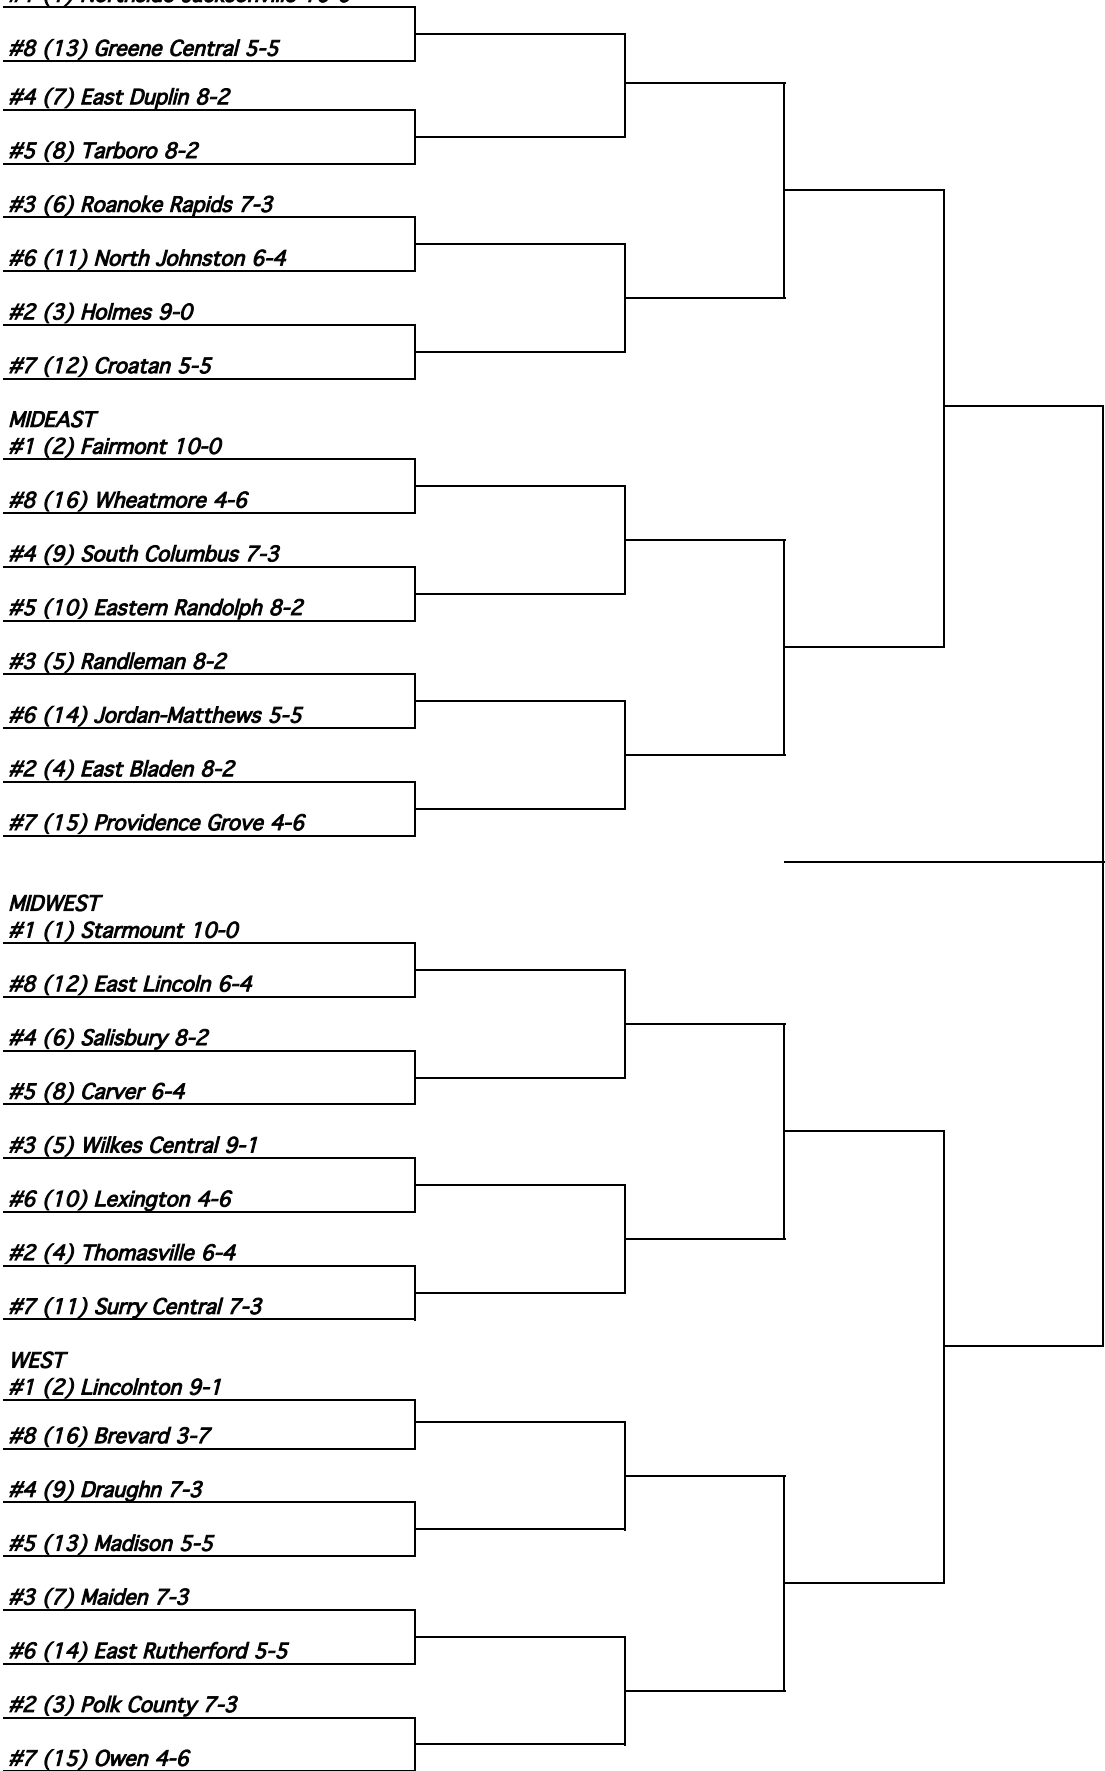 #8 (13) Greene Central 5-5
#4 (7) East Duplin 8-2
#5 (8) Tarboro 8-2
#3 (6) Roanoke Rapids 7-3
#6 (11) North Johnston 6-4
#2 (3) Holmes 9-0
#7 (12) Croatan 5-5
MIDEAST
#1 (2) Fairmont 10-0
#8 (16) Wheatmore 4-6
#4 (9) South Columbus 7-3
#5 (10) Eastern Randolph 8-2
#3 (5) Randleman 8-2
#6 (14) Jordan-Matthews 5-5
#2 (4) East Bladen 8-2
#7 (15) Providence Grove 4-6
MIDWEST
#1 (1) Starmount 10-0
#8 (12) East Lincoln 6-4
#4 (6) Salisbury 8-2
#5 (8) Carver 6-4
#3 (5) Wilkes Central 9-1
#6 (10) Lexington 4-6
#2 (4) Thomasville 6-4
#7 (11) Surry Central 7-3
WEST
#1 (2) Lincolnton 9-1
#8 (16) Brevard 3-7
#4 (9) Draughn 7-3
#5 (13) Madison 5-5
#3 (7) Maiden 7-3
#6 (14) East Rutherford 5-5
#2 (3) Polk County 7-3
#7 (15) Owen 4-6